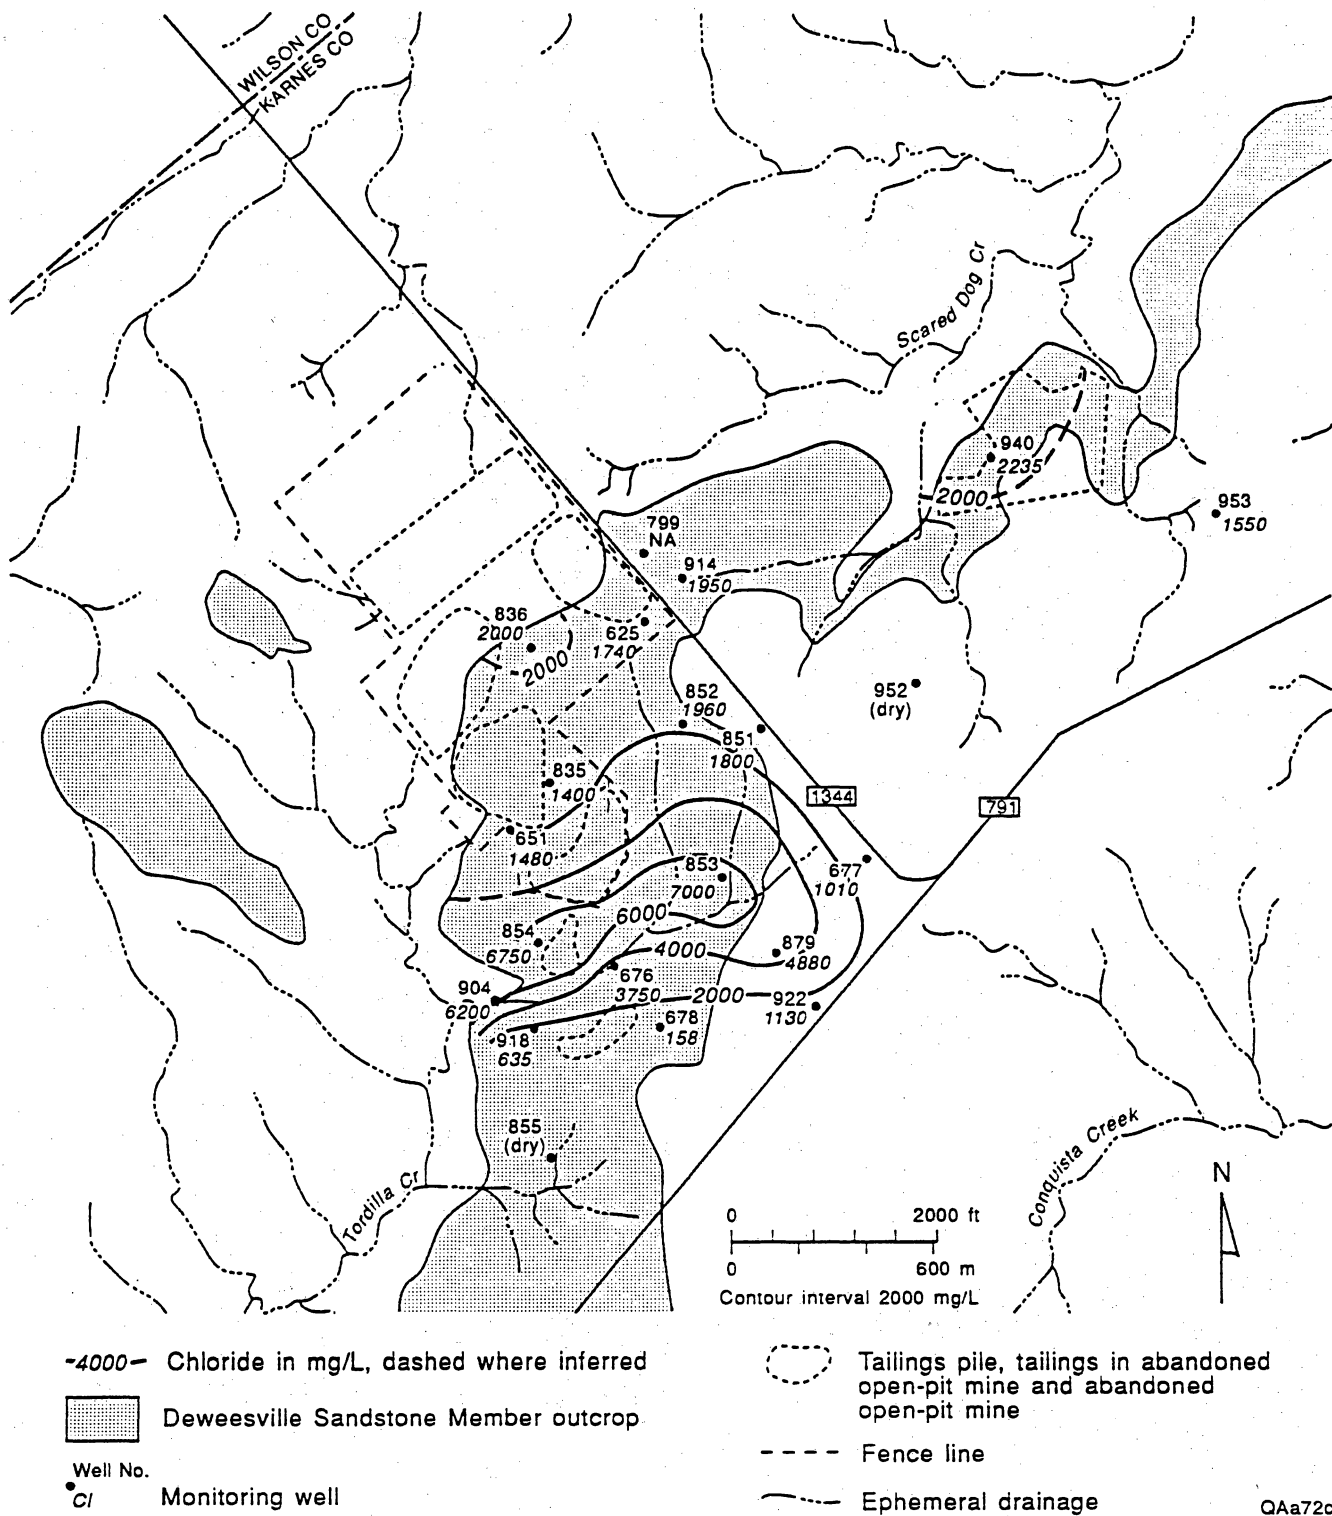 WILSON CO
KARNES CO
Scared Dog Cr
940
2235
2000
953
1550
799
NA
914
1950
836
2000
625
1740
2000
952
(dry)
852
1960
851
1800
835
1400
1344
791
651
1480
853
7000
677
1010
6000
854
6750
4000
879
4880
676
3750
904
6200
2000
922
1130
678
158
918
635
855
(dry)
Tordilla Cr
Conquista Creek
N
0 2000 ft
0 600 m
Contour interval 2000 mg/L
-4000- Chloride in mg/L, dashed where inferred
Deweesville Sandstone Member outcrop
Well No.
Cl
Monitoring well
Tailings pile, tailings in abandoned
open-pit mine and abandoned
open-pit mine
Fence line
Ephemeral drainage
QAa72c